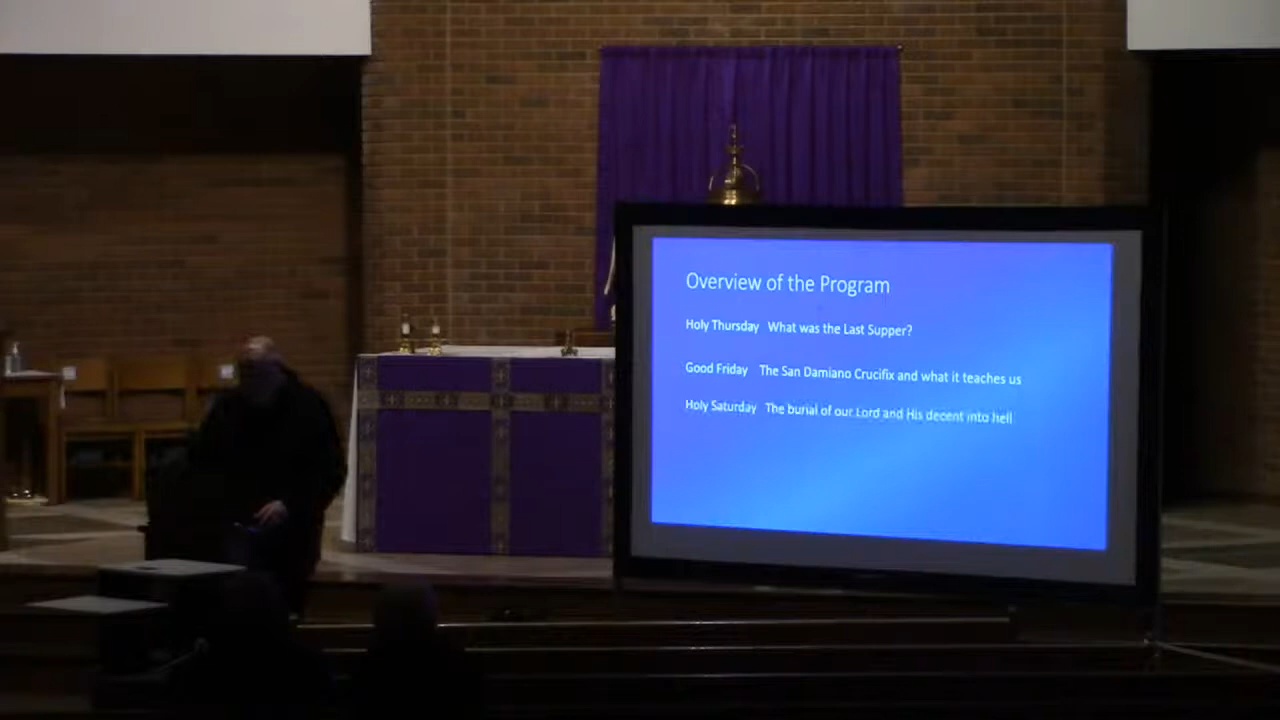 Overview of the Program
Holy Thursday What was the Last Supper?
Good Friday The San Damiano Crucifix and what it teaches us
Holy Saturday The burial of our Lord and His decent into hell